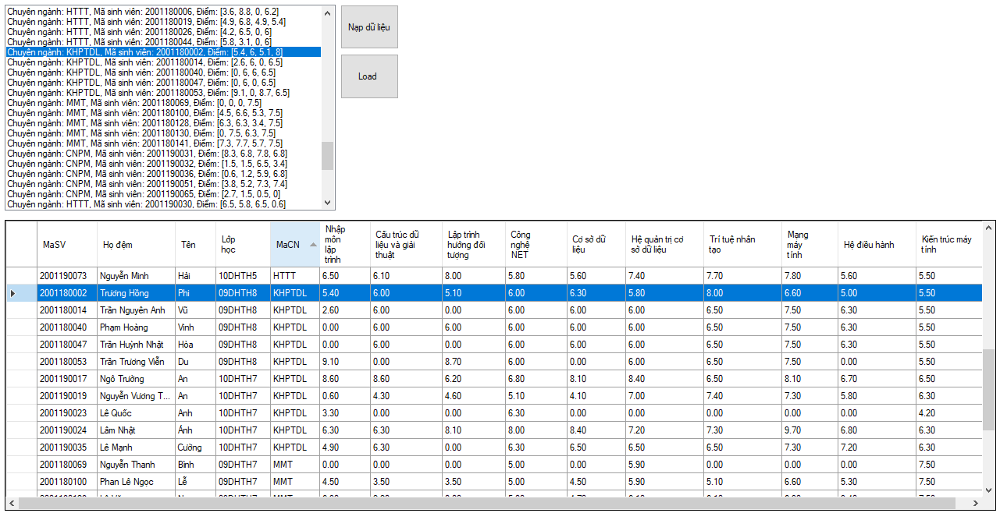 Chuyên ngành: HTTT, Mã sinh viên: 2001180006, Điểm: [3.6, 8.8, 0, 6.2]
Chuyên ngành: HTTT, Mã sinh viên: 2001180019, Điểm: [4.9, 6.8, 4.9, 5.4]
Chuyên ngành: HTTT, Mã sinh viên: 2001180026, Điểm: [4.2, 6.5, 0, 6]
Chuyên ngành: HTTT, Mã sinh viên: 2001180044, Điểm: [5.8, 3.1, 0, 6]
Chuyên ngành: KHPTDL, Mã sinh viên: 2001180002, Điểm: [5.4, 6, 5.1, 8]
Chuyên ngành: KHPTDL, Mã sinh viên: 2001180014, Điểm: [2.6, 6, 0, 6.5]
Chuyên ngành: KHPTDL, Mã sinh viên: 2001180040, Điểm: [0, 6, 6, 6.5]
Chuyên ngành: KHPTDL, Mã sinh viên: 2001180047, Điểm: [0, 6, 0, 6.5]
Chuyên ngành: KHPTDL, Mã sinh viên: 2001180053, Điểm: [9.1, 0, 8.7, 6.5]
Chuyên ngành: MMT, Mã sinh viên: 2001180069, Điểm: [0, 0, 0, 7.5]
Chuyên ngành: MMT, Mã sinh viên: 2001180100, Điểm: [4.5, 6.6, 5.3, 7.5]
Chuyên ngành: MMT, Mã sinh viên: 2001180128, Điểm: [6.3, 6.3, 3.4, 7.5]
Chuyên ngành: MMT, Mã sinh viên: 2001180130, Điểm: [0, 7.5, 6.3, 7.5]
Chuyên ngành: MMT, Mã sinh viên: 2001180141, Điểm: [7.3, 7.7, 5.7, 7.5]
Chuyên ngành: CNPM, Mã sinh viên: 2001190031, Điểm: [8.3, 6.8, 7.8, 6.8]
Chuyên ngành: CNPM, Mã sinh viên: 2001190032, Điểm: [1.5, 1.5, 6.5, 3.4]
Chuyên ngành: CNPM, Mã sinh viên: 2001190036, Điểm: [0.6, 1.2, 5.9, 6.8]
Chuyên ngành: CNPM, Mã sinh viên: 2001190051, Điểm: [3.8, 5.2, 7.3, 7.4]
Chuyên ngành: CNPM, Mã sinh viên: 2001190065, Điểm: [2.7, 1.5, 0.5, 0]
Chuyên ngành: HTTT, Mã sinh viên: 2001190030, Điểm: [6.5, 5.8, 6.5, 0.6]
Nạp dữ liệu
Load
MaSV Họ đệm Tên Lớp học MaCN Nhập môn lập trình Cấu trúc dữ liệu và giải thuật Lập trình hướng đối tượng Công nghệ NET Cơ sở dữ liệu Hệ quản trị cơ sở dữ liệu Trí tuệ nhân tạo Mạng máy tính Hệ điều hành Kiến trúc máy tính
2001190073 Nguyễn Minh Hải 10DHTH5 HTTT 6.50 6.10 8.00 5.80 5.60 7.40 7.70 7.80 5.60 5.50
2001180002 Trương Hồng Phi 09DHTH8 KHPTDL 5.40 6.00 5.10 6.00 6.30 5.80 8.00 6.60 5.00 5.50
2001180014 Trần Nguyên Anh Vũ 09DHTH8 KHPTDL 2.60 6.00 0.00 6.00 6.00 6.00 6.50 7.50 6.30 5.50
2001180040 Phạm Hoàng Vinh 09DHTH8 KHPTDL 0.00 6.00 6.00 6.00 6.00 6.00 6.50 7.50 6.30 5.50
2001180047 Trần Huỳnh Nhật Hòa 09DHTH8 KHPTDL 0.00 6.00 0.00 6.00 6.00 6.00 6.50 7.50 6.30 5.50
2001180053 Trần Trương Viễn Du 09DHTH8 KHPTDL 9.10 0.00 8.70 6.00 0.00 6.00 6.50 7.50 0.00 5.50
2001190017 Ngô Trường An 10DHTH7 KHPTDL 8.60 8.60 6.20 6.80 8.10 8.40 6.50 8.10 6.70 6.50
2001190019 Nguyễn Vương T... An 10DHTH7 KHPTDL 0.60 4.30 4.60 5.10 4.10 7.00 7.40 7.30 5.80 6.30
2001190023 Lê Quốc Anh 10DHTH7 KHPTDL 3.30 0.00 0.00 6.30 0.00 0.00 0.00 0.00 0.00 4.20
2001190024 Lâm Nhật Ánh 10DHTH7 KHPTDL 6.30 6.30 8.10 8.00 8.40 7.20 7.30 9.70 6.80 6.30
2001190035 Lê Mạnh Cường 10DHTH7 KHPTDL 4.90 6.30 0.00 6.30 6.50 6.50 6.50 7.30 7.20 6.30
2001180069 Nguyễn Thanh Bình 09DHTH7 MMT 0.00 0.00 0.00 5.00 0.00 5.90 0.00 0.00 0.00 7.50
2001180100 Phan Lê Ngọc Lễ 09DHTH7 MMT 4.50 3.50 3.50 5.00 4.50 5.90 5.10 6.60 5.30 7.50